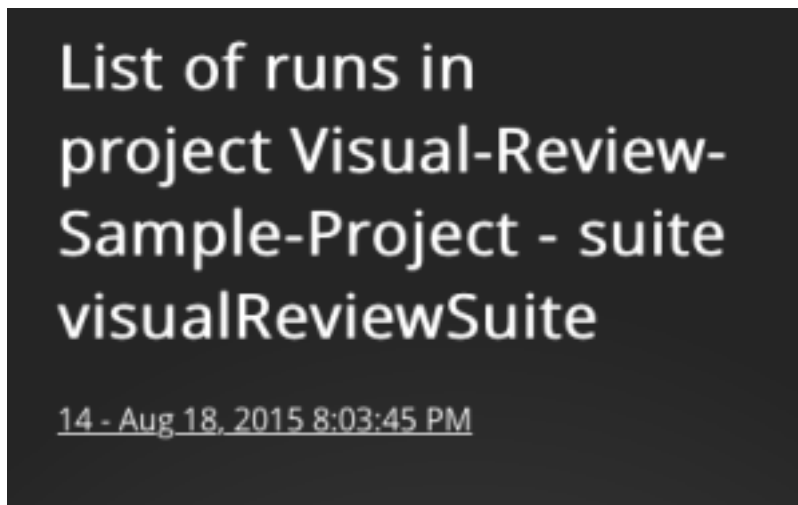 List of runs in
project Visual-Review-
Sample-Project - suite
visualReviewSuite
14 - Aug 18, 2015 8:03:45 PM